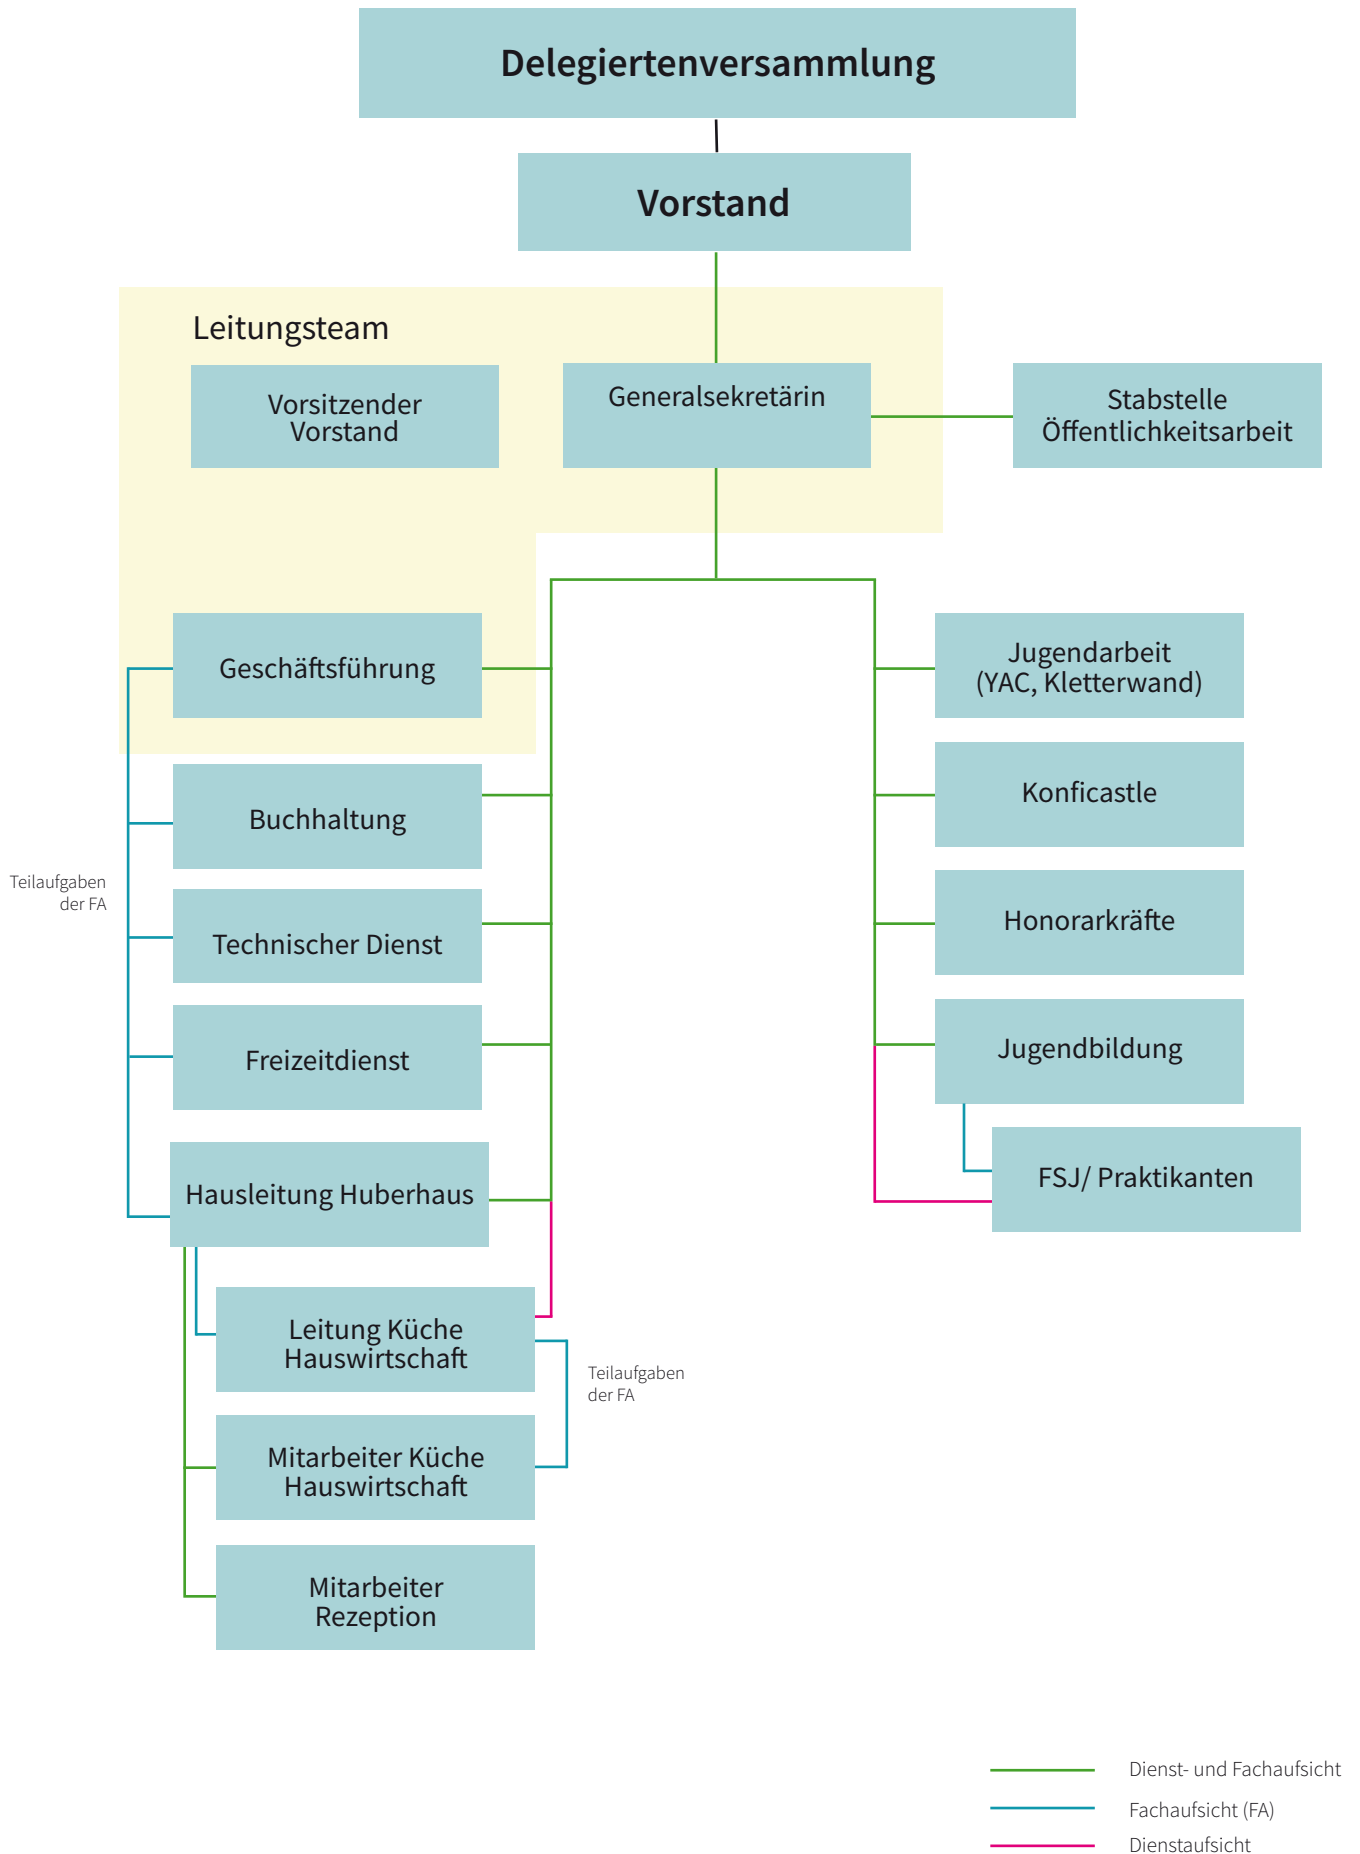 Delegiertenversammlung
Vorstand
Leitungsteam
Vorsitzender
Vorstand
Generalsekretärin
Stabstelle
Öffentlichkeitsarbeit
Geschäftsführung
Buchhaltung
Teilaufgaben
der FA
Technischer Dienst
Freizeitdienst
Hausleitung Huberhaus
Leitung Küche
Hauswirtschaft
Teilaufgaben
der FA
Mitarbeiter Küche
Hauswirtschaft
Mitarbeiter
Rezeption
Jugendarbeit
(YAC, Kletterwand)
Konficastle
Honorarkräfte
Jugendbildung
FSJ/ Praktikanten
Dienst- und Fachaufsicht
Fachaufsicht (FA)
Dienstaufsicht